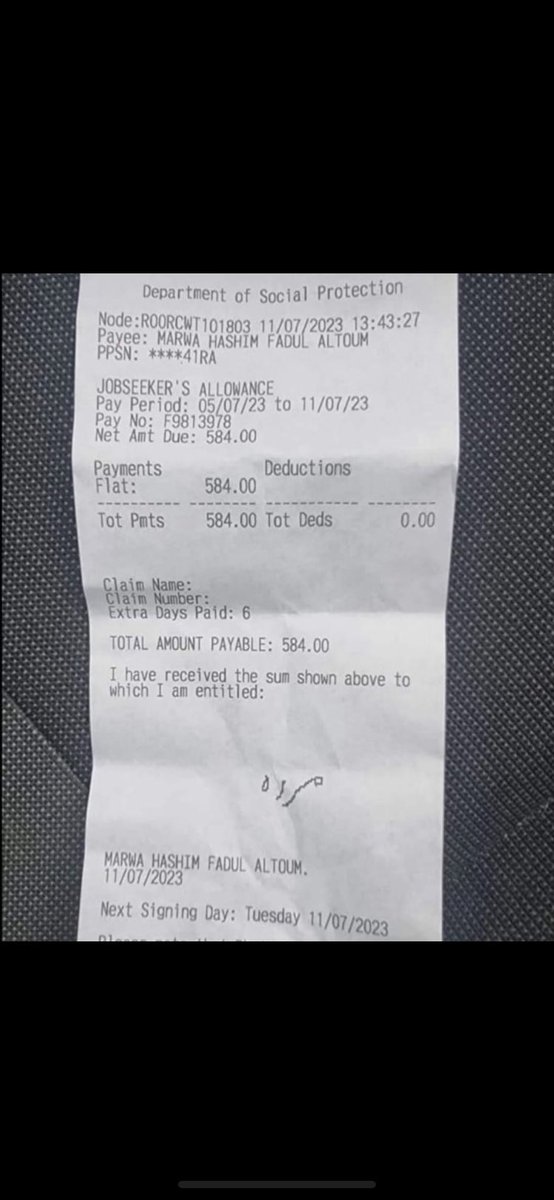 Department of Social Protection
Node:ROORCWT101803 11/07/2023 13:43:27
Payee: MARWA HASHIM FADUL ALTOUM
PPSN: ****41RA
JOBSEEKER'S ALLOWANCE
Pay Period: 05/07/23 to 11/07/23
Pay No: F9813978
Net Amt Due: 584.00
Payments Deductions
Flat: 584.00
Tot Pmts 584.00 Tot Deds 0.00
Claim Name:
Claim Number:
Extra Days Paid: 6
TOTAL AMOUNT PAYABLE: 584.00
I have received the sum shown above to
which I am entitled:
MARWA HASHIM FADUL ALTOUM.
11/07/2023
Next Signing Day: Tuesday 11/07/2023